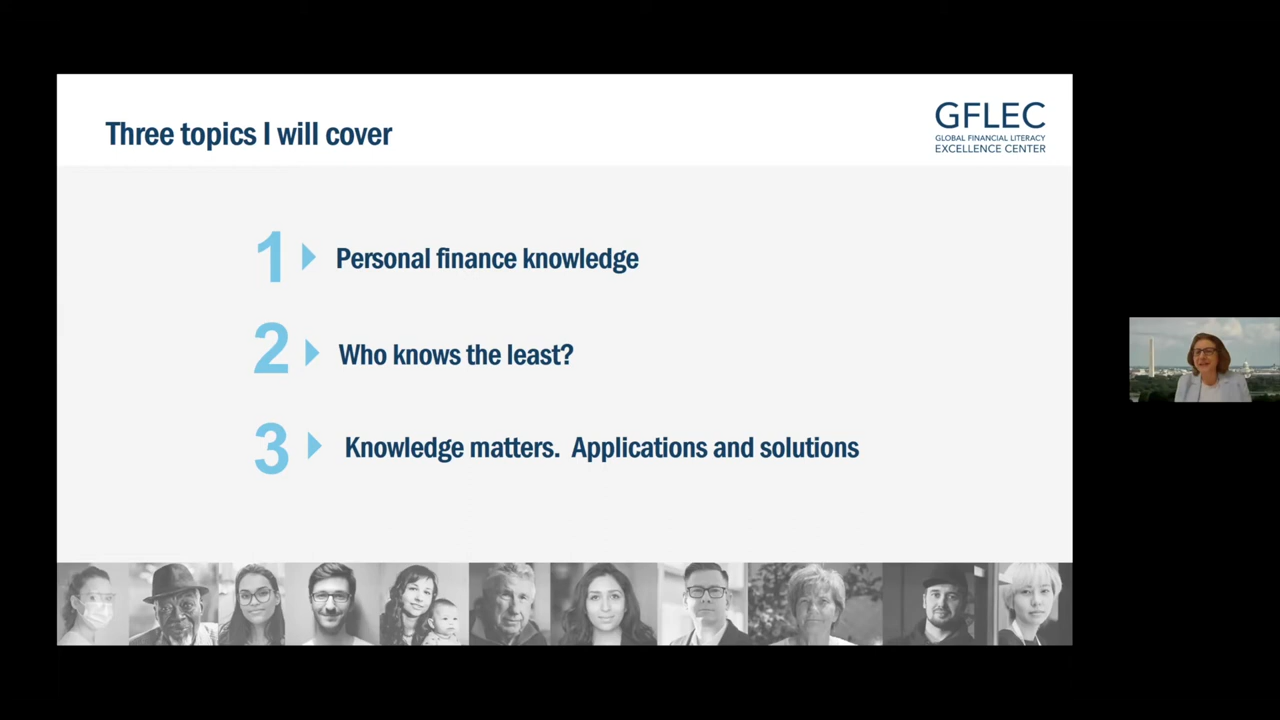 Three topics I will cover
GFLEC
GLOBAL FINANCIAL LITERACY
EXCELLENCE CENTER
1 Personal finance knowledge
2 Who knows the least?
3 Knowledge matters. Applications and solutions